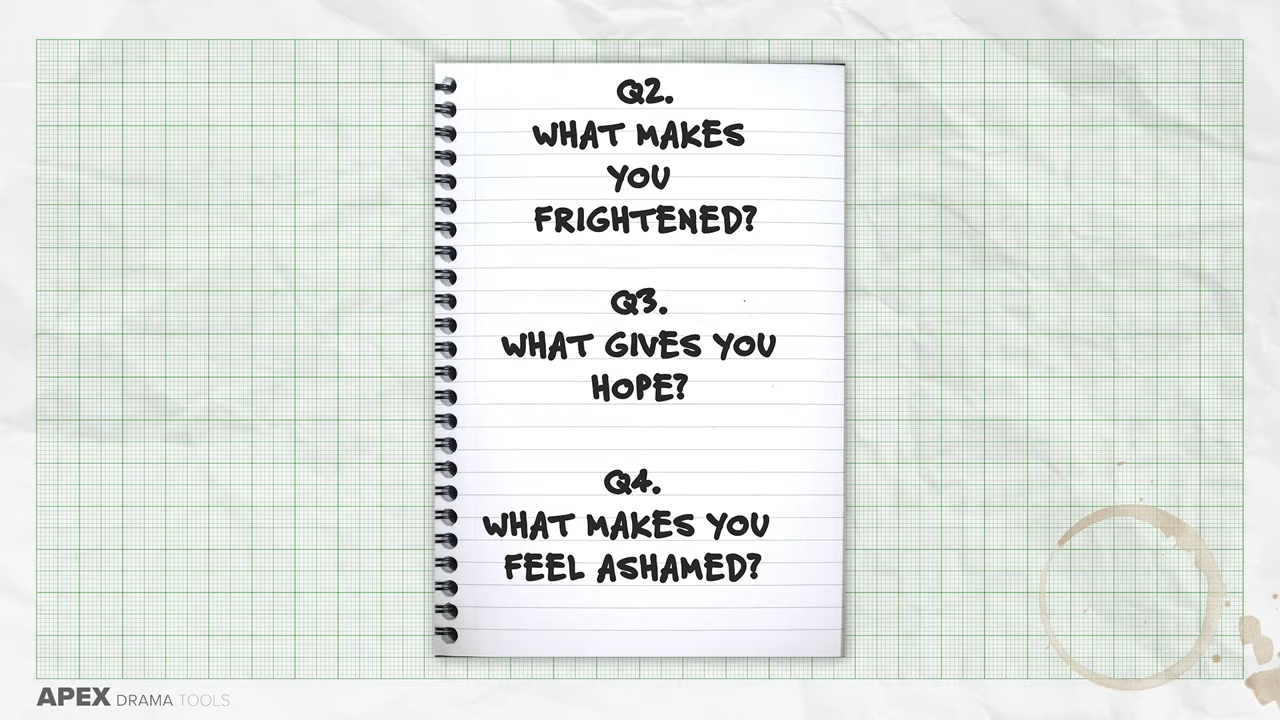 Q2.
WHAT MAKES
YOU
FRIGHTENED?
Q3.
WHAT GIVES YOU
HOPE?
Q4.
WHAT MAKES YOU
FEEL ASHAMED?
APEX DRAMA TOOLS